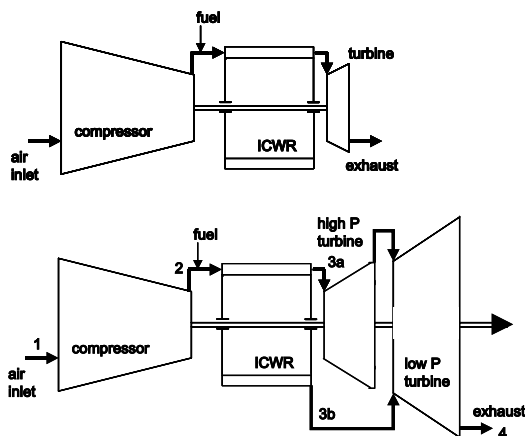 fuel
turbine
compressor
ICWR
air
inlet
exhaust
high P
turbine
fuel
2
3a
1
compressor
ICWR
low P
turbine
air
inlet
3b
exhaust
4